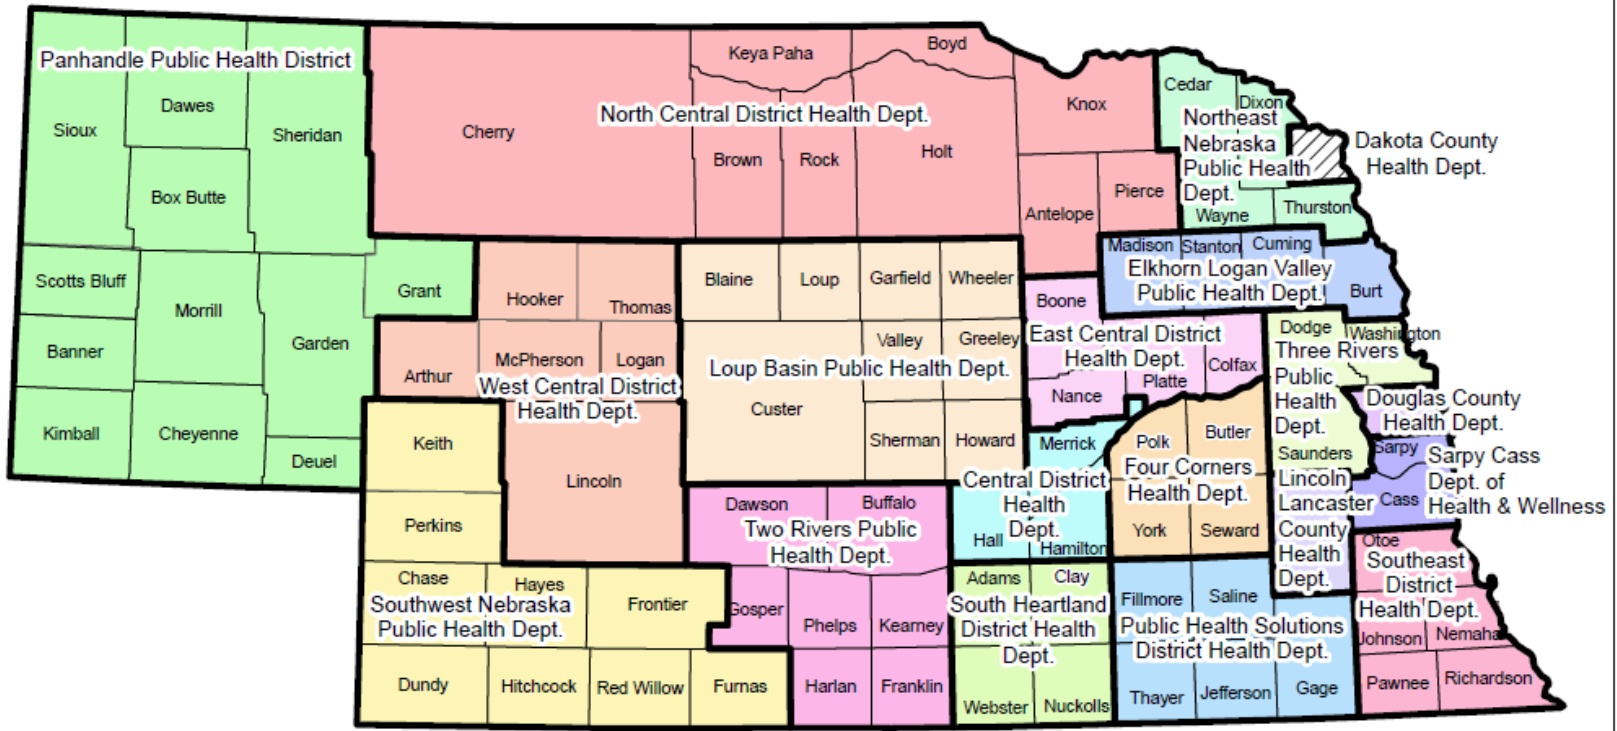 Panhandle Public Health District
Sioux
Dawes
Sheridan
Box Butte
Scotts Bluff
Morrill
Grant
Banner
Garden
Kimball
Cheyenne
Deuel
Keya Paha
Boyd
Knox
North Central District Health Dept.
Cherry
Brown
Rock
Holt
Antelope
Pierce
Cedar
Dixon
Northeast
Nebraska
Public Health
Dept.
Wayne
Thurston
Dakota County
Health Dept.
Hooker
Thomas
Arthur
McPherson
Logan
West Central District
Health Dept.
Lincoln
Blaine
Loup
Garfield
Wheeler
Valley
Greeley
Loup Basin Public Health Dept.
Custer
Sherman
Howard
Madison
Stanton
Cuming
Elkhorn Logan Valley
Public Health Dept.
Burt
Boone
East Central District
Health Dept.
Colfax
Platte
Nance
Dodge
Washington
Three Rivers
Public
Health
Dept.
Saunders
Douglas County
Health Dept.
Sarpy
Cass
Sarpy Cass
Dept. of
Health & Wellness
Merrick
Central District
Health
Dept.
Hall
Hamilton
Polk
Butler
Four Corners
Health Dept.
York
Seward
Lincoln
Lancaster
County
Health
Dept.
Keith
Perkins
Chase
Hayes
Frontier
Southwest Nebraska
Public Health Dept.
Dundy
Hitchcock
Red Willow
Furnas
Dawson
Buffalo
Two Rivers Public
Health Dept.
Gosper
Phelps
Kearney
Harlan
Franklin
Adams
Clay
South Heartland
District Health
Dept.
Webster
Nuckolls
Fillmore
Saline
Public Health Solutions
District Health Dept.
Thayer
Jefferson
Gage
Otoe
Southeast
District
Health Dept.
Johnson
Nemaha
Pawnee
Richardson